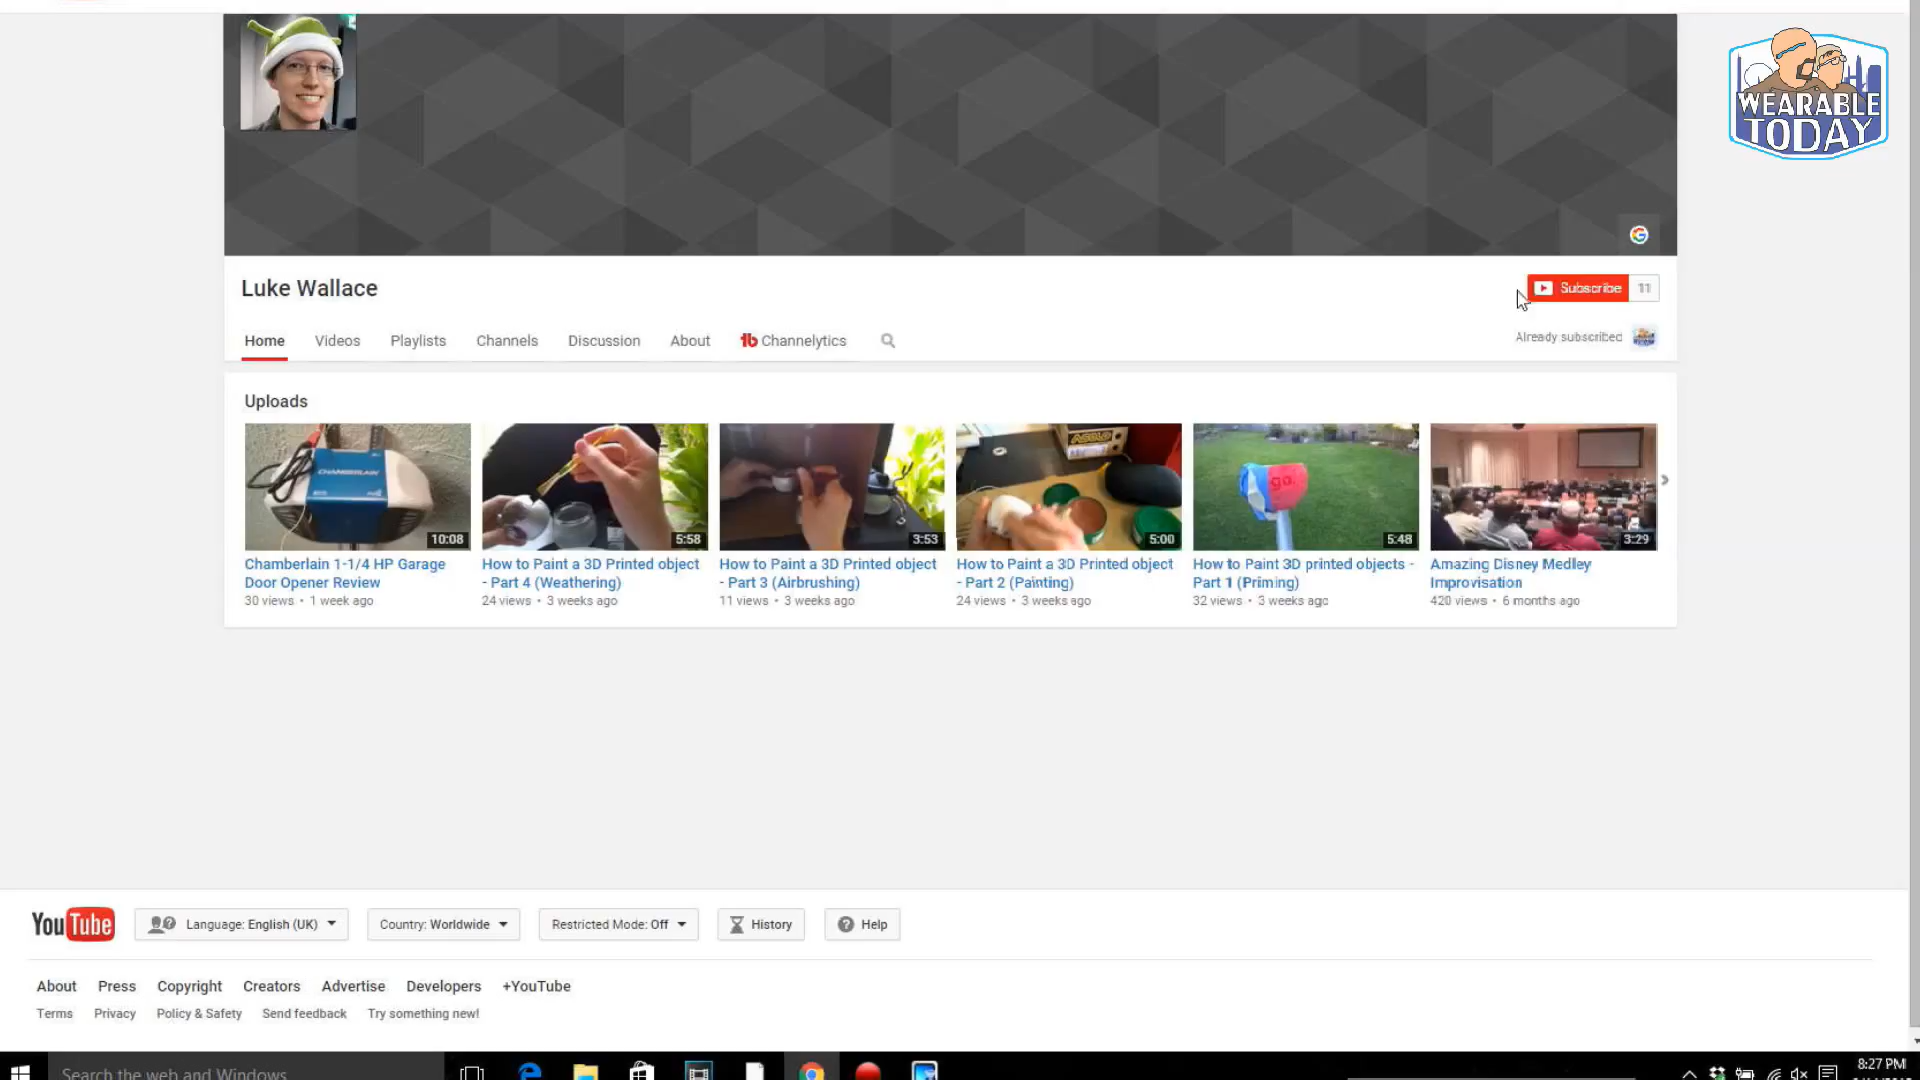 WEARABLE
TODAY
Luke Wallace
Subscribe 11
Home Videos Playlists Channels Discussion About Channelytics
Already subscribed
Uploads
CHAMBERLAIN
go.
10:08 5:58 3:53 5:00 5:48 3:29
Chamberlain 1-1/4 HP Garage
Door Opener Review
30 views • 1 week ago
How to Paint a 3D Printed object
- Part 4 (Weathering)
24 views • 3 weeks ago
How to Paint a 3D Printed object
- Part 3 (Airbrushing)
11 views • 3 weeks ago
How to Paint a 3D Printed object
- Part 2 (Painting)
24 views • 3 weeks ago
How to Paint 3D printed objects -
Part 1 (Priming)
32 views • 3 weeks ago
Amazing Disney Medley
Improvisation
420 views • 6 months ago
YouTube Language: English (UK) Country: Worldwide Restricted Mode: Off History Help
About Press Copyright Creators Advertise Developers +YouTube
Terms Privacy Policy & Safety Send feedback Try something new!
Search the web and Windows
8:27 PM